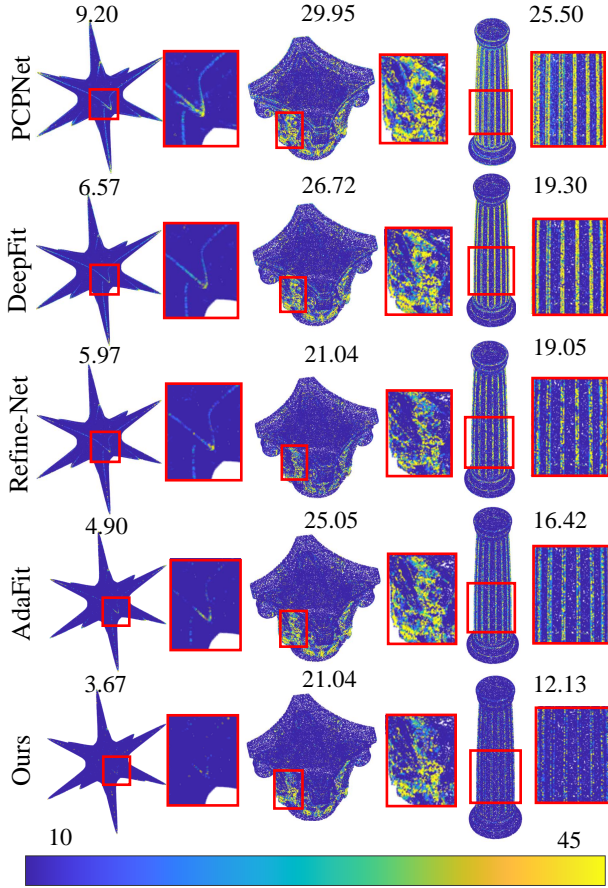 9.20 29.95 25.50
PCPNet
6.57 26.72 19.30
DeepFit
5.97 21.04 19.05
Refine-Net
4.90 25.05 16.42
AdaFit
3.67 21.04 12.13
Ours
10 45